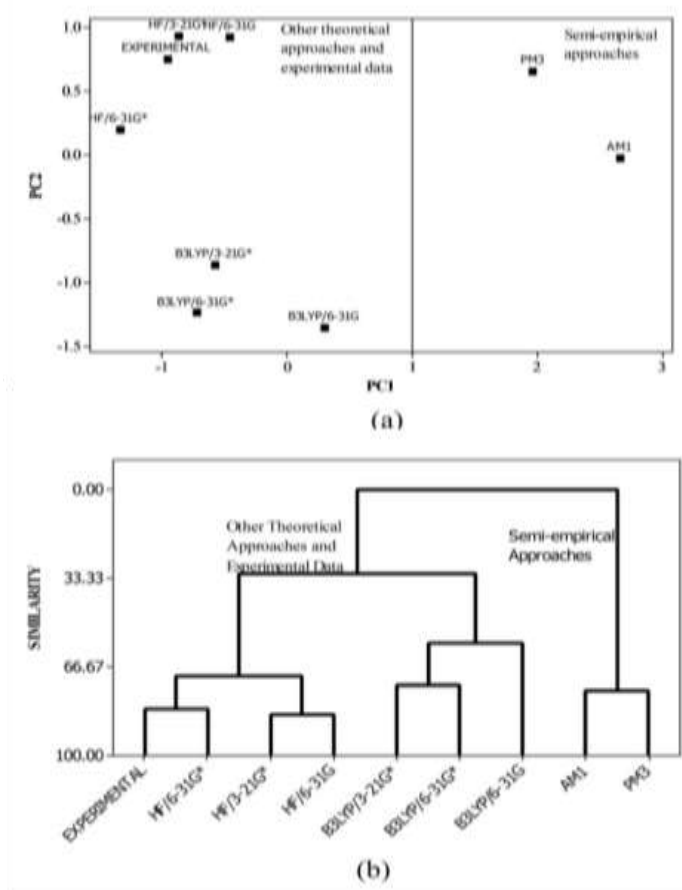 1.0
HF/3-21G*
HF/6-31G
EXPERIMENTAL
Other theoretical
approaches and
experimental data
Semi-empirical
approaches
PM3
0.5
HF/6-31G*
0.0
AM1
PC2
-0.5
B3LYP/3-21G*
-1.0
B3LYP/6-31G*
B3LYP/6-31G
-1.5
-1
0
1
2
3
PC1
(a)
0.00
Other Theoretical
Approaches and
Experimental Data
Semi-empirical
Approaches
33.33
SIMILARITY
66.67
100.00
EXPERIMENTAL
HF/6-31G*
HF/3-21G*
HF/6-31G
B3LYP/3-21G*
B3LYP/6-31G*
B3LYP/6-31G
AM1
PM3
(b)